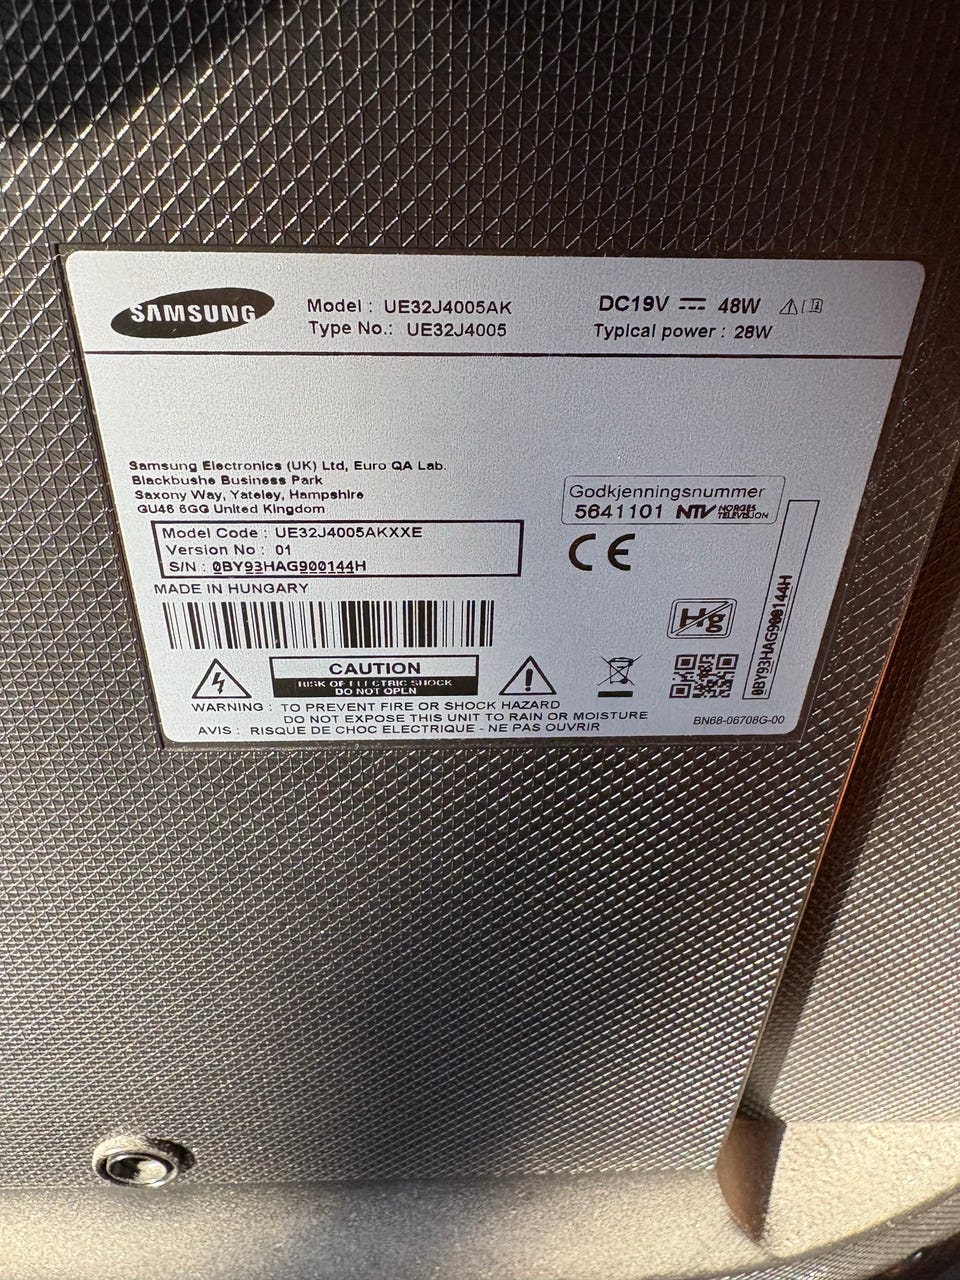 SAMSUNG
Model : UE32J4005AK
Type No.: UE32J4005
DC19V 48W
Typical power : 28W
Samsung Electronics (UK) Ltd, Euro QA Lab.
Blackbushe Business Park
Saxony Way, Yateley, Hampshire
GU46 6GG United Kingdom
Model Code : UE32J4005AKXXE
Version No : 01
S/N : 0BY93HAG900144H
MADE IN HUNGARY
Godkjenningsnummer
5641101 NTV NORGES
TELEVISJON
CE
Hg
0BY93HAG900144H
CAUTION
RISK OF ELECTRIC SHOCK
DO NOT OPEN
WARNING : TO PREVENT FIRE OR SHOCK HAZARD
DO NOT EXPOSE THIS UNIT TO RAIN OR MOISTURE
AVIS : RISQUE DE CHOC ELECTRIQUE - NE PAS OUVRIR
BN68-06708G-00